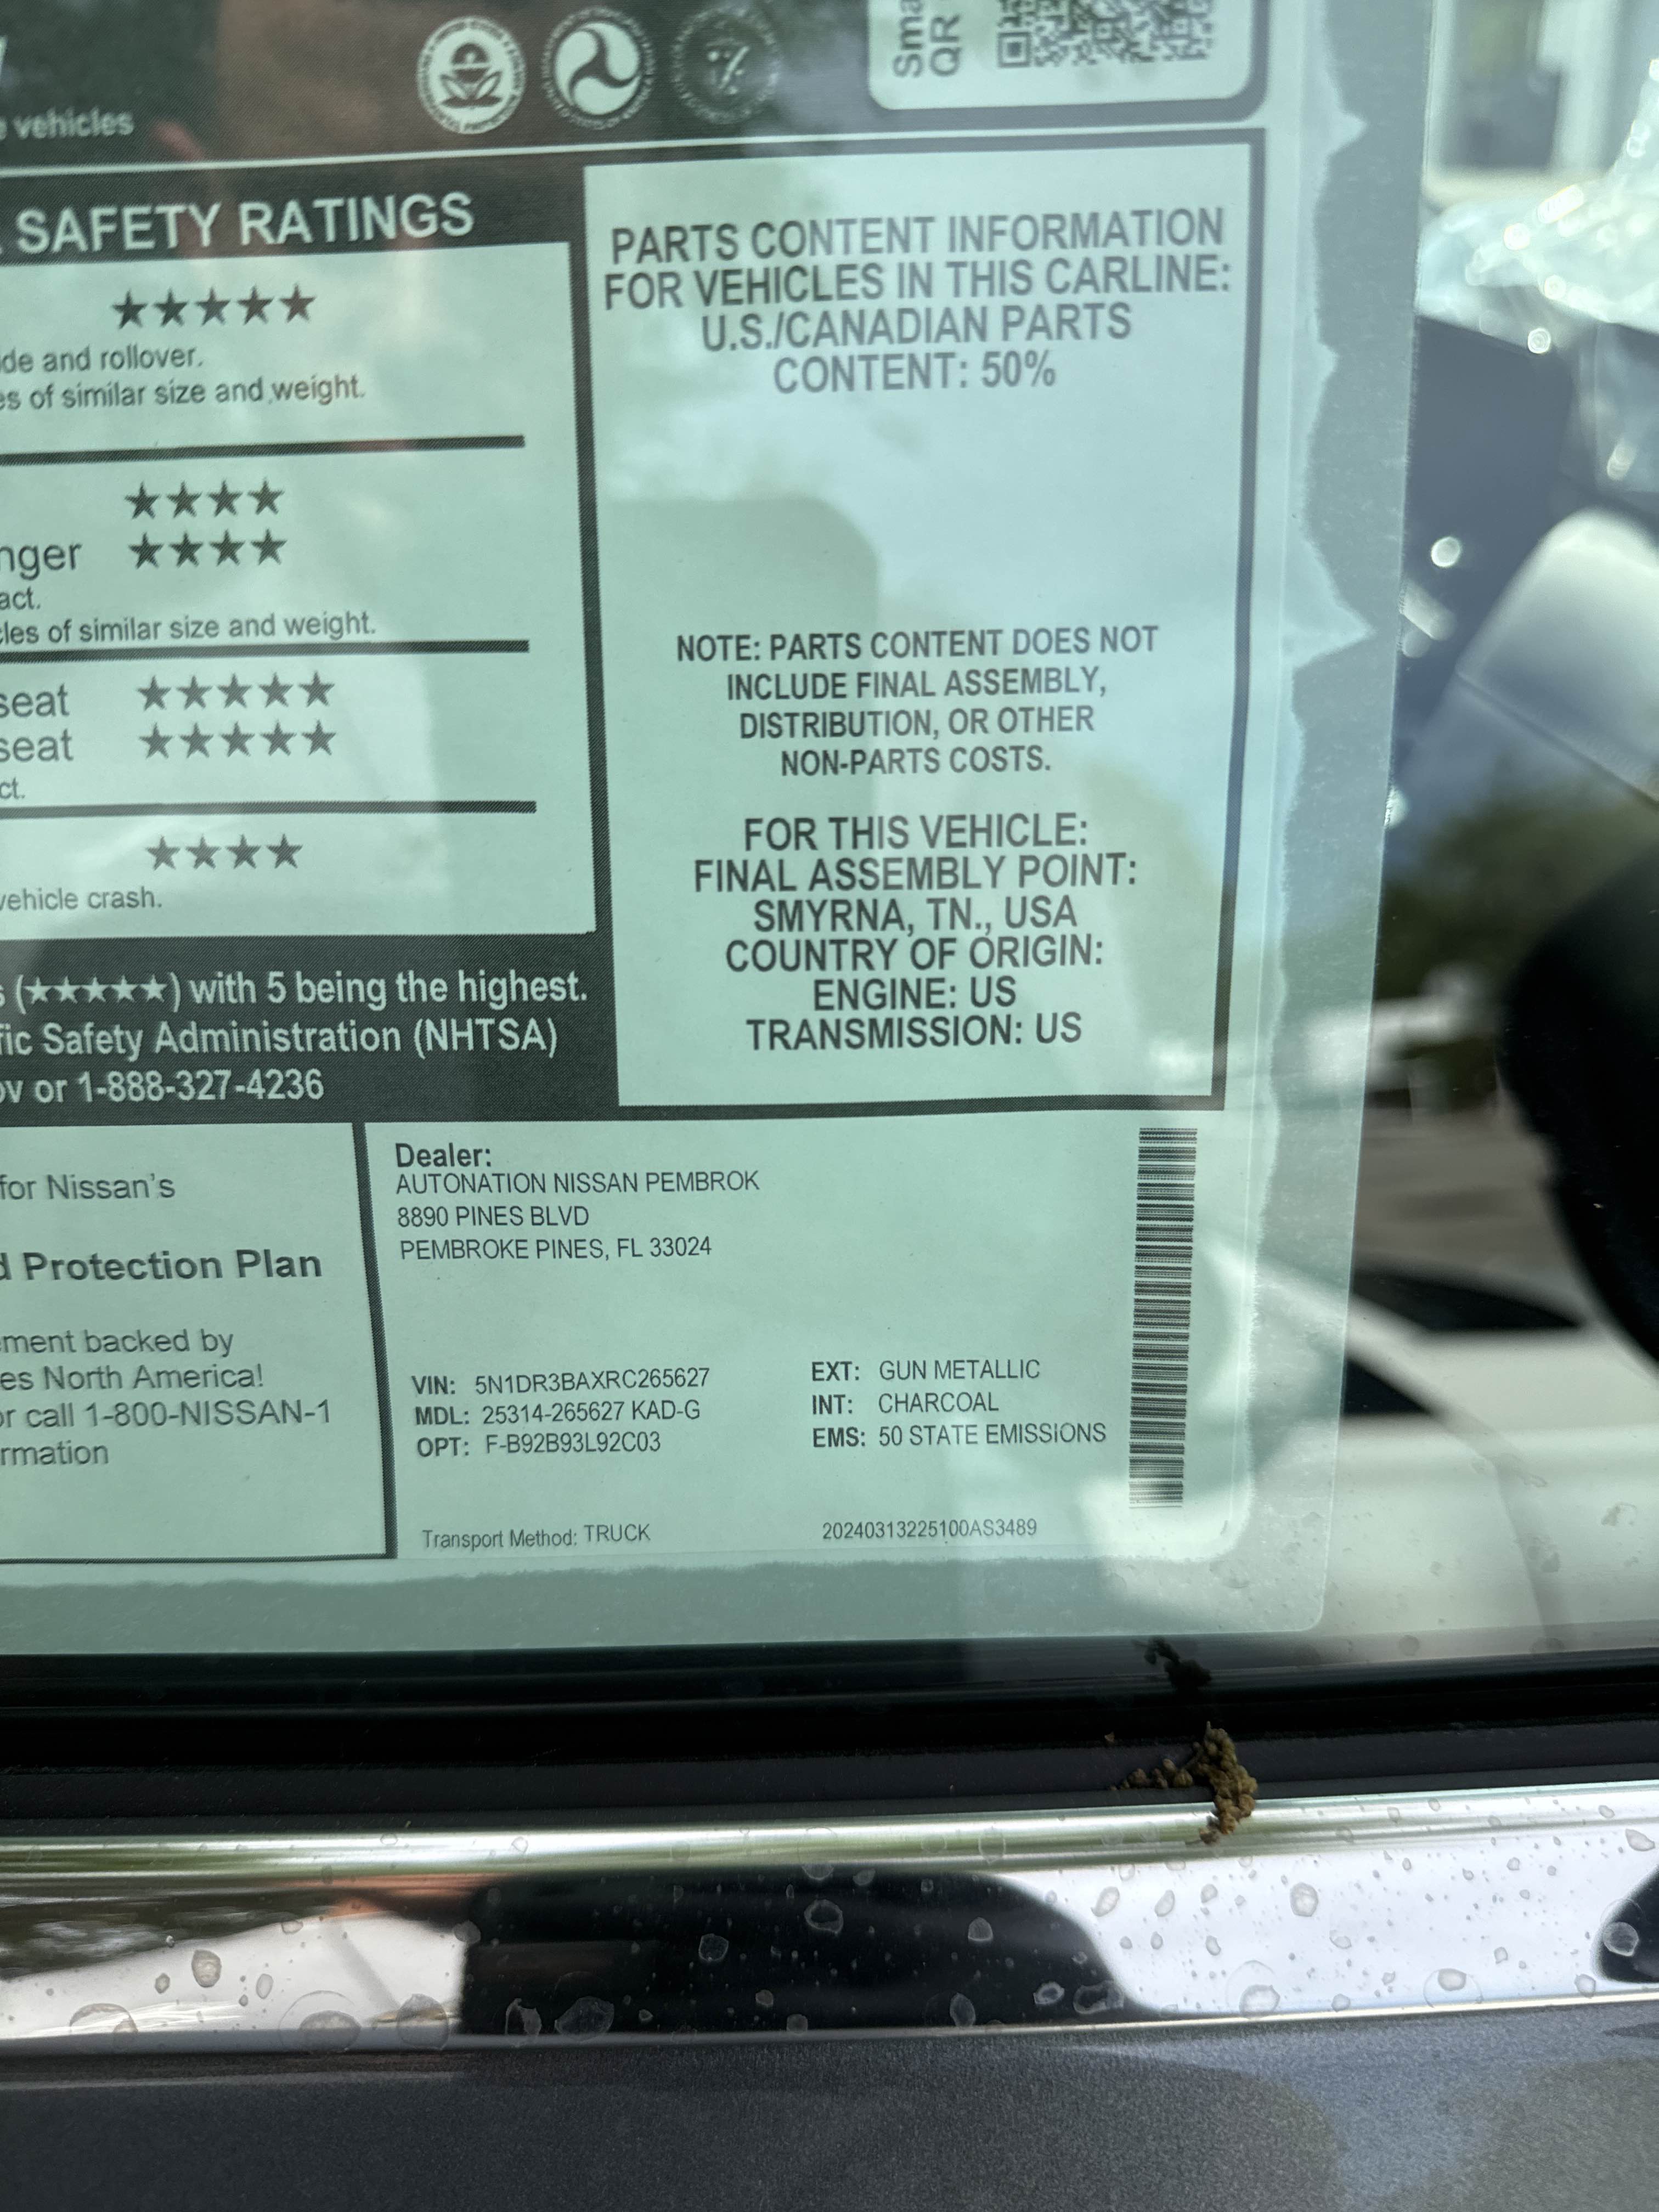 vehicles
Sma
QR
SAFETY RATINGS
★★★★★
de and rollover.
es of similar size and weight.
★★★★
nger ★★★★
act.
cles of similar size and weight.
seat ★★★★★
seat ★★★★★
ct.
★★★★
vehicle crash.
s (★★★★★) with 5 being the highest.
fic Safety Administration (NHTSA)
ov or 1-888-327-4236
PARTS CONTENT INFORMATION
FOR VEHICLES IN THIS CARLINE:
U.S./CANADIAN PARTS
CONTENT: 50%
NOTE: PARTS CONTENT DOES NOT
INCLUDE FINAL ASSEMBLY,
DISTRIBUTION, OR OTHER
NON-PARTS COSTS.
FOR THIS VEHICLE:
FINAL ASSEMBLY POINT:
SMYRNA, TN., USA
COUNTRY OF ORIGIN:
ENGINE: US
TRANSMISSION: US
for Nissan's
d Protection Plan
ement backed by
es North America!
or call 1-800-NISSAN-1
rmation
Dealer:
AUTONATION NISSAN PEMBROK
8890 PINES BLVD
PEMBROKE PINES, FL 33024
VIN: 5N1DR3BAXRC265627
MDL: 25314-265627 KAD-G
OPT: F-B92B93L92C03
EXT: GUN METALLIC
INT: CHARCOAL
EMS: 50 STATE EMISSIONS
Transport Method: TRUCK
20240313225100AS3489